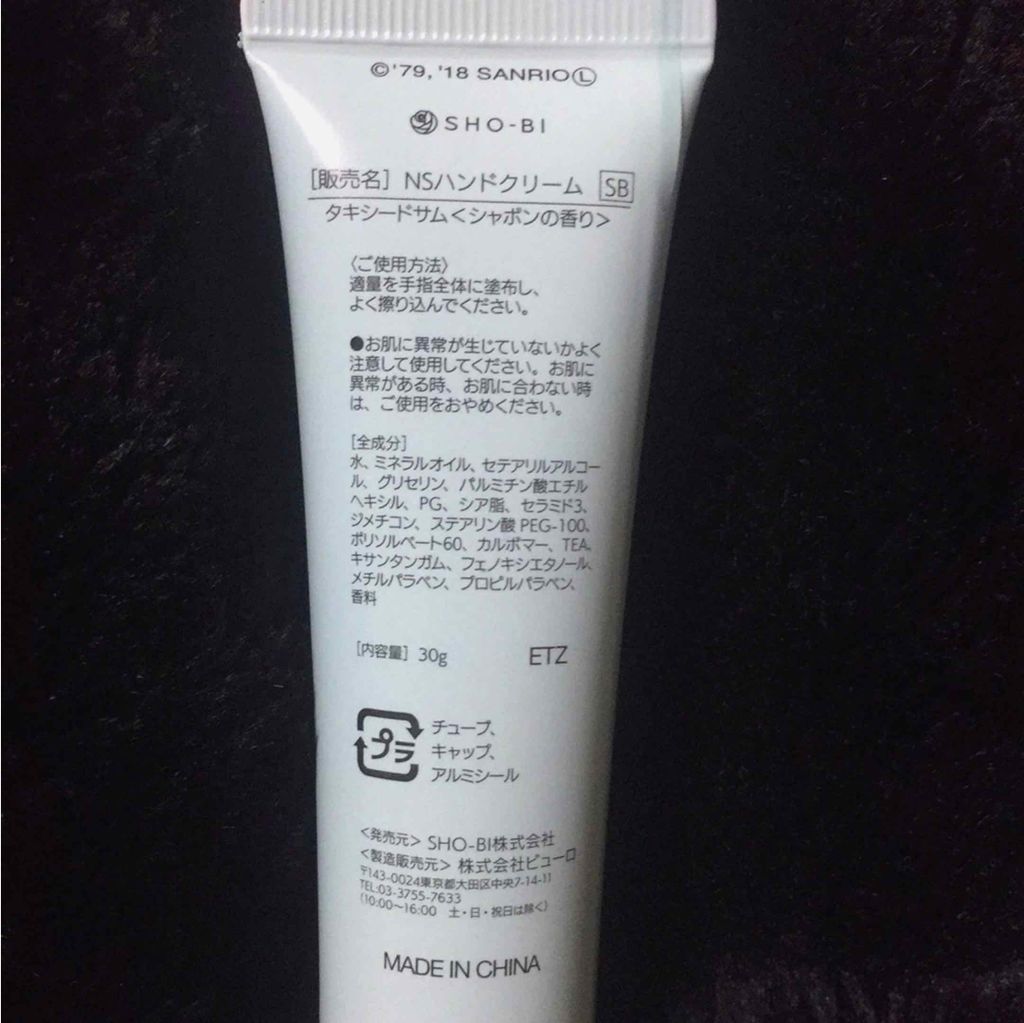 ©'79, '18 SANRIO Ⓛ
SHO-BI
[販売名] NSハンドクリーム SB
タキシードサム<シャボンの香り>
〈ご使用方法〉
適量を手指全体に塗布し、
よく擦り込んでください。
●お肌に異常が生じていないかよく
注意して使用してください。お肌に
異常がある時、お肌に合わない時
は、ご使用をおやめください。
[全成分]
水、ミネラルオイル、セテアリルアルコー
ル、グリセリン、パルミチン酸エチル
ヘキシル、PG、シア脂、セラミド3、
ジメチコン、ステアリン酸 PEG-100、
ポリソルベート60、カルボマー、TEA、
キサンタンガム、フェノキシエタノール、
メチルパラベン、プロピルパラベン、
香料
[内容量] 30g ETZ
プラ
チューブ、
キャップ、
アルミシール
<発売元> SHO-BI株式会社
<製造販売元> 株式会社ピューロ
〒143-0024東京都大田区中央7-14-11
TEL:03-3755-7633
(10:00〜16:00 土・日・祝日は除く)
MADE IN CHINA